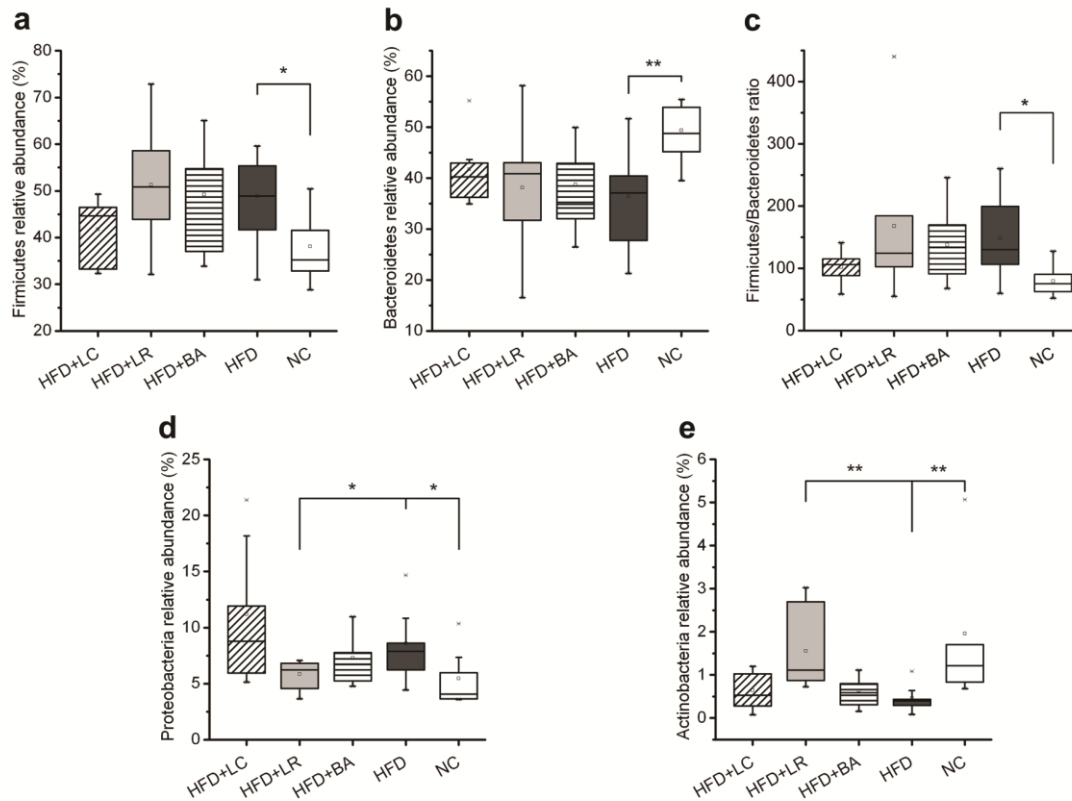 a
Firmicutes relative abundance (%)
80
70
60
50
40
30
20
*
HFD+LC
HFD+LR
HFD+BA
HFD
NC
b
Bacteroidetes relative abundance (%)
60
50
40
30
20
10
**
HFD+LC
HFD+LR
HFD+BA
HFD
NC
c
Firmicutes/Bacteroidetes ratio
400
300
200
100
0
*
HFD+LC
HFD+LR
HFD+BA
HFD
NC
d
Proteobacteria relative abundance (%)
25
20
15
10
5
0
*
*
HFD+LC
HFD+LR
HFD+BA
HFD
NC
e
Actinobacteria relative abundance (%)
6
5
3
2
1
0
**
**
HFD+LC
HFD+LR
HFD+BA
HFD
NC